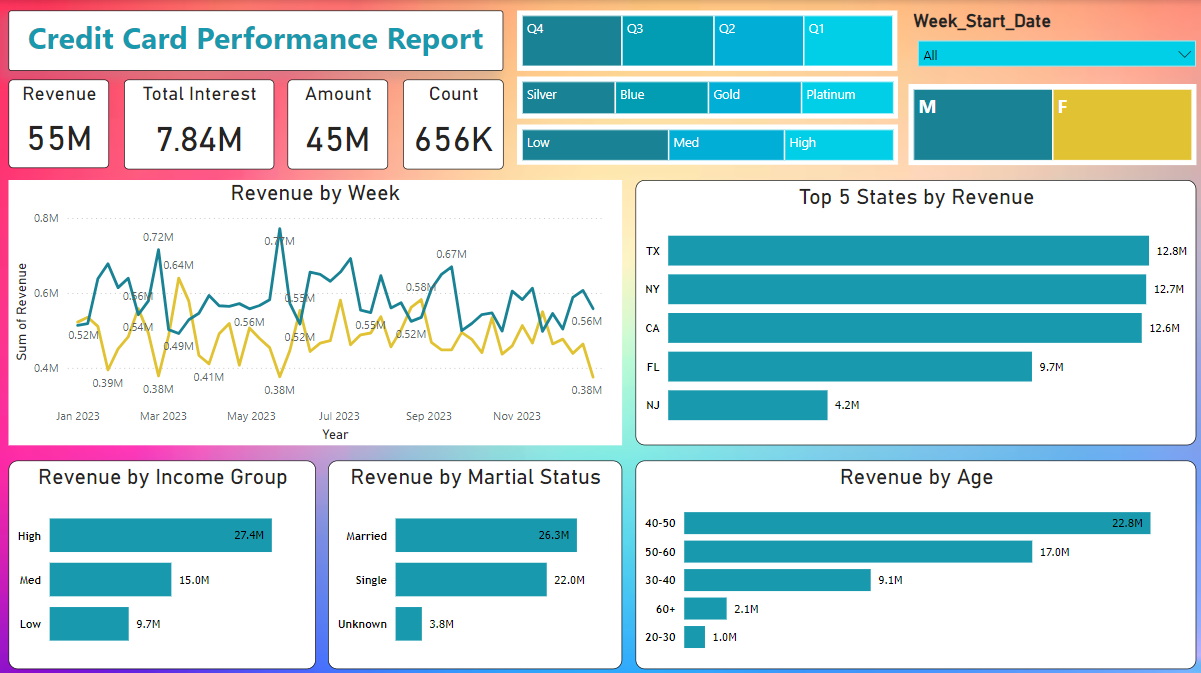 Credit Card Performance Report
Q4
Q3
Q2
Q1
Week_Start_Date
All
Revenue
55M
Total Interest
7.84M
Amount
45M
Count
656K
Silver
Blue
Gold
Platinum
Low
Med
High
M
F
Revenue by Week
Sum of Revenue
0.8M
0.6M
0.4M
0.72M
0.77M
0.64M
0.67M
0.56M
0.55M
0.58M
0.52M
0.54M
0.56M
0.55M
0.56M
0.49M
0.52M
0.52M
0.39M
0.38M
0.41M
0.38M
0.38M
Jan 2023
Mar 2023
May 2023
Jul 2023
Sep 2023
Nov 2023
Year
Top 5 States by Revenue
TX 12.8M
NY 12.7M
CA 12.6M
FL 9.7M
NJ 4.2M
Revenue by Income Group
High 27.4M
Med 15.0M
Low 9.7M
Revenue by Martial Status
Married 26.3M
Single 22.0M
Unknown 3.8M
Revenue by Age
40-50 22.8M
50-60 17.0M
30-40 9.1M
60+ 2.1M
20-30 1.0M